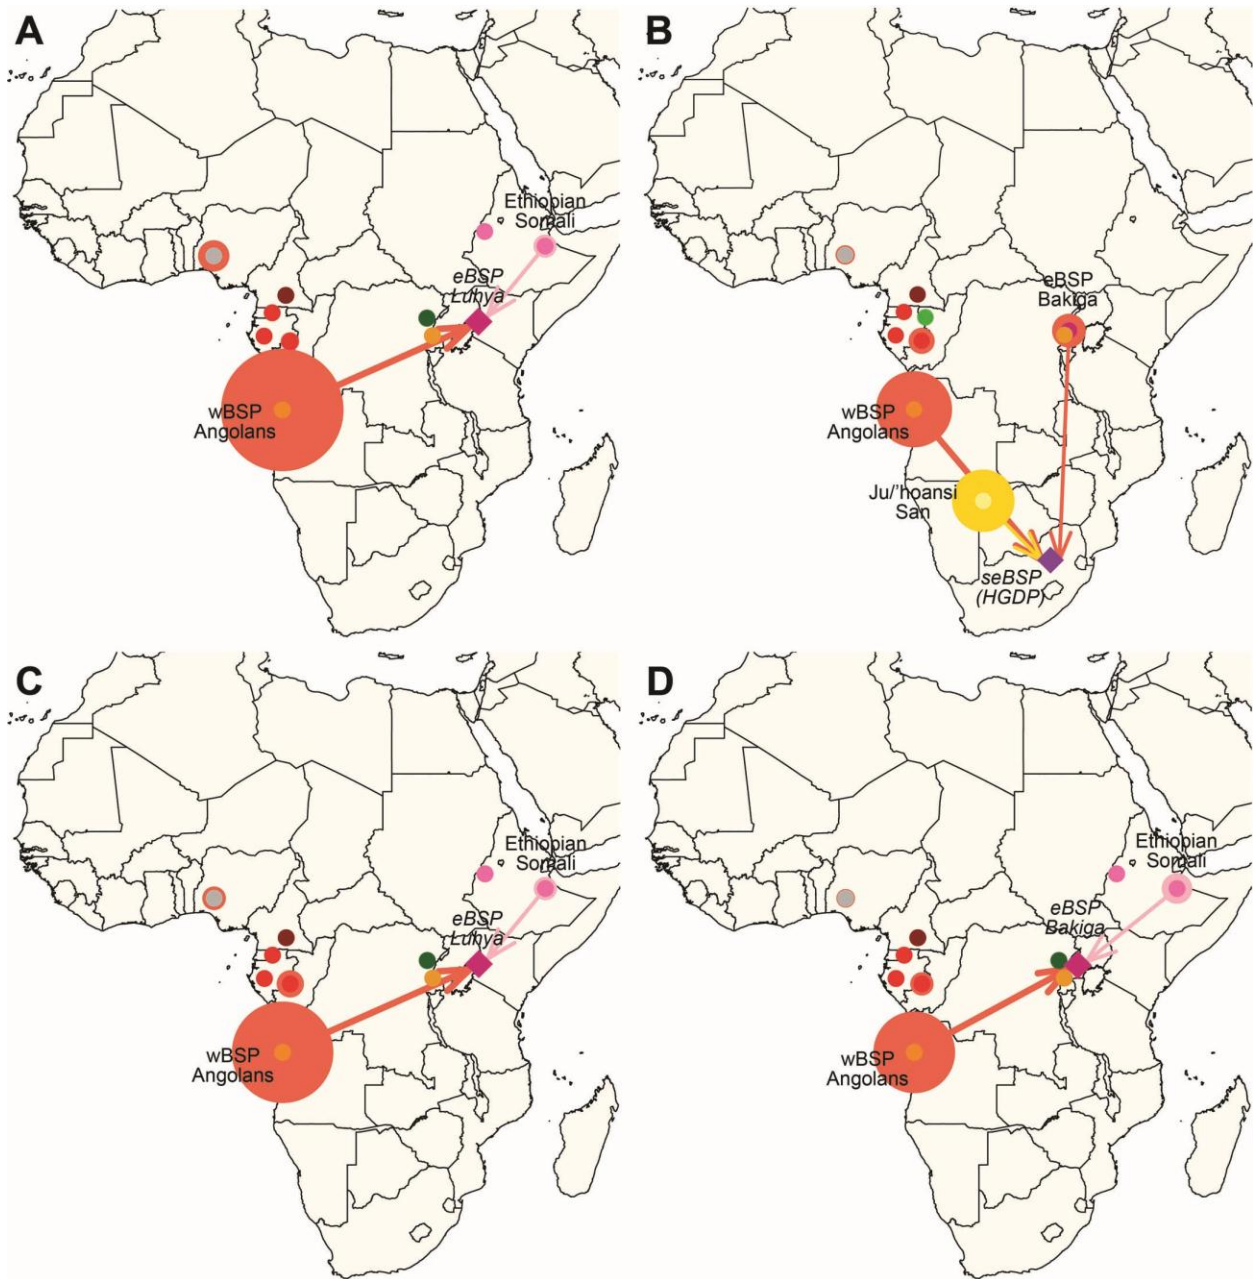 A
Ethiopian
Somali
eBSP
Luhya
wBSP
Angolans
B
eBSP
Bakiga
wBSP
Angolans
Ju/'hoansi
San
seBSP
(HGDP)
C
Ethiopian
Somali
eBSP
Luhya
wBSP
Angolans
D
Ethiopian
Somali
eBSP
Bakiga
wBSP
Angolans